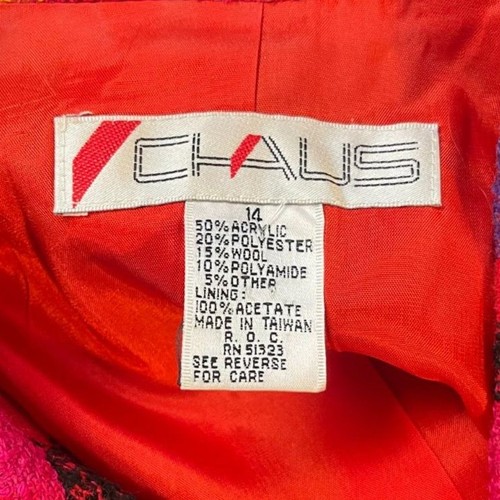 CHAUS
14
50% ACRYLIC
20% POLYESTER
15% WOOL
10% POLYAMIDE
5% OTHER
LINING:
100% ACETATE
MADE IN TAIWAN
R. O. C.
RN 51323
SEE REVERSE
FOR CARE